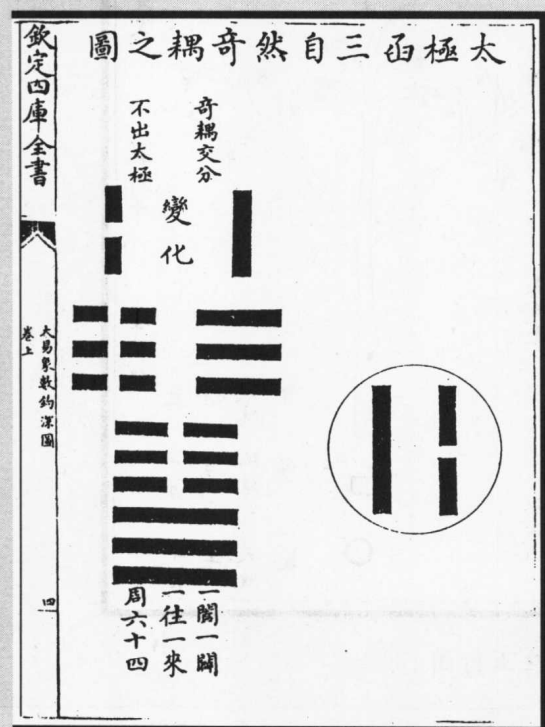 太極函三自然奇耦之圖
奇耦交分
不出太極
變化
一闔一闢
一往一來
周六十四
欽定四庫全書
大易象數鉤深圖
卷上
四